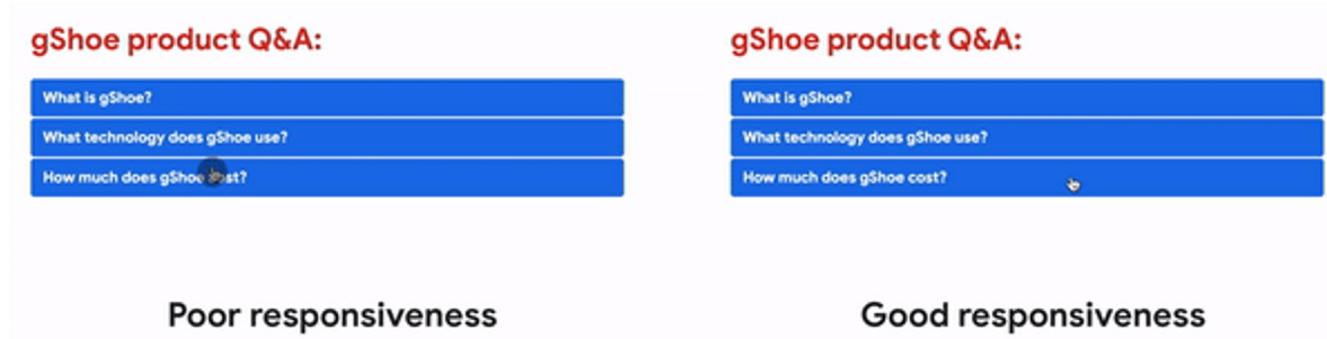 gShoe product Q&A:
What is gShoe?
What technology does gShoe use?
How much does gShoe cost?
Poor responsiveness
gShoe product Q&A:
What is gShoe?
What technology does gShoe use?
How much does gShoe cost?
Good responsiveness